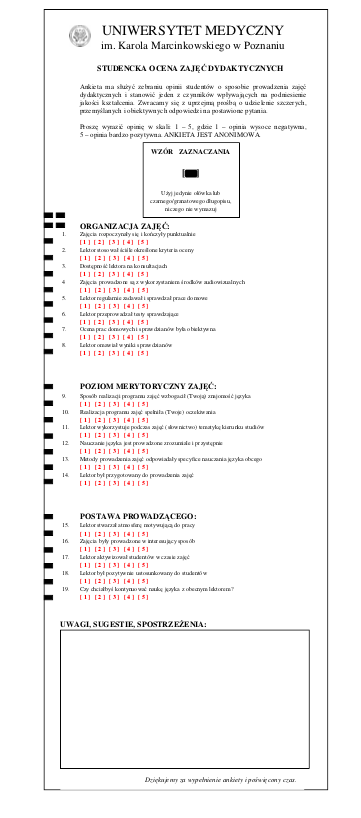 UNIWERSYTET MEDYCZNY
im. Karola Marcinkowskiego w Poznaniu
STUDENCKA OCENA ZAJĘĆ DYDAKTYCZNYCH
Ankieta ma służyć zebraniu opinii studentów o sposobie prowadzenia zajęć
dydaktycznych i stanowić jeden z czynników wpływających na podniesienie
jakości kształcenia. Zwracamy się z uprzejmą prośbą o udzielenie szczerych,
przemyślanych i obiektywnych odpowiedzi na postawione pytania.
Proszę wyrazić opinię w skali 1 – 5, gdzie 1 – opinia wysoce negatywna,
5 – opinia bardzo pozytywna. ANKIETA JEST ANONIMOWA.
WZÓR ZAZNACZANIA
Użyj jedynie ołówka lub
czarnego/granatowego długopisu,
niczego nie wymazuj
ORGANIZACJA ZAJĘĆ:
1. Zajęcia rozpoczynały się i kończyły punktualnie
[ 1 ] [ 2 ] [ 3 ] [ 4 ] [ 5 ]
2. Lektor stosował ściśle określone kryteria oceny
[ 1 ] [ 2 ] [ 3 ] [ 4 ] [ 5 ]
3. Dostępność lektora na konsultacjach
[ 1 ] [ 2 ] [ 3 ] [ 4 ] [ 5 ]
4 Zajęcia prowadzone są z wykorzystaniem środków audiowizualnych
[ 1 ] [ 2 ] [ 3 ] [ 4 ] [ 5 ]
5. Lektor regularnie zadawał i sprawdzał prace domowe
[ 1 ] [ 2 ] [ 3 ] [ 4 ] [ 5 ]
6. Lektor przeprowadzał testy sprawdzające
[ 1 ] [ 2 ] [ 3 ] [ 4 ] [ 5 ]
7. Ocena prac domowych i sprawdzianów była obiektywna
[ 1 ] [ 2 ] [ 3 ] [ 4 ] [ 5 ]
8 Lektor omawiał wyniki sprawdzianów
[ 1 ] [ 2 ] [ 3 ] [ 4 ] [ 5 ]
POZIOM MERYTORYCZNY ZAJĘĆ:
9. Sposób realizacji programu zajęć wzbogacił (Twoją) znajomość języka
[ 1 ] [ 2 ] [ 3 ] [ 4 ] [ 5 ]
10. Realizacja programu zajęć spełniła (Twoje) oczekiwania
[ 1 ] [ 2 ] [ 3 ] [ 4 ] [ 5 ]
11. Lektor wykorzystuje podczas zajęć (słownictwo) tematykę kierunku studiów
[ 1 ] [ 2 ] [ 3 ] [ 4 ] [ 5 ]
12. Nauczanie języka jest prowadzone zrozumiale i przystępnie
[ 1 ] [ 2 ] [ 3 ] [ 4 ] [ 5 ]
13. Metody prowadzenia zajęć odpowiadały specyfice nauczania języka obcego
[ 1 ] [ 2 ] [ 3 ] [ 4 ] [ 5 ]
14. Lektor był przygotowany do prowadzenia zajęć
[ 1 ] [ 2 ] [ 3 ] [ 4 ] [ 5 ]
POSTAWA PROWADZĄCEGO:
15. Lektor stwarzał atmosferę motywującą do pracy
[ 1 ] [ 2 ] [ 3 ] [ 4 ] [ 5 ]
16. Zajęcia były prowadzone w interesujący sposób
[ 1 ] [ 2 ] [ 3 ] [ 4 ] [ 5 ]
17. Lektor aktywizował studentów w czasie zajęć
[ 1 ] [ 2 ] [ 3 ] [ 4 ] [ 5 ]
18. Lektor był pozytywnie ustosunkowany do studentów
[ 1 ] [ 2 ] [ 3 ] [ 4 ] [ 5 ]
19. Czy chciałbyś kontynuować naukę języka z obecnym lektorem?
[ 1 ] [ 2 ] [ 3 ] [ 4 ] [ 5 ]
UWAGI, SUGESTIE, SPOSTRZEŻENIA:
Dziękujemy za wypełnienie ankiety i poświęcony czas.